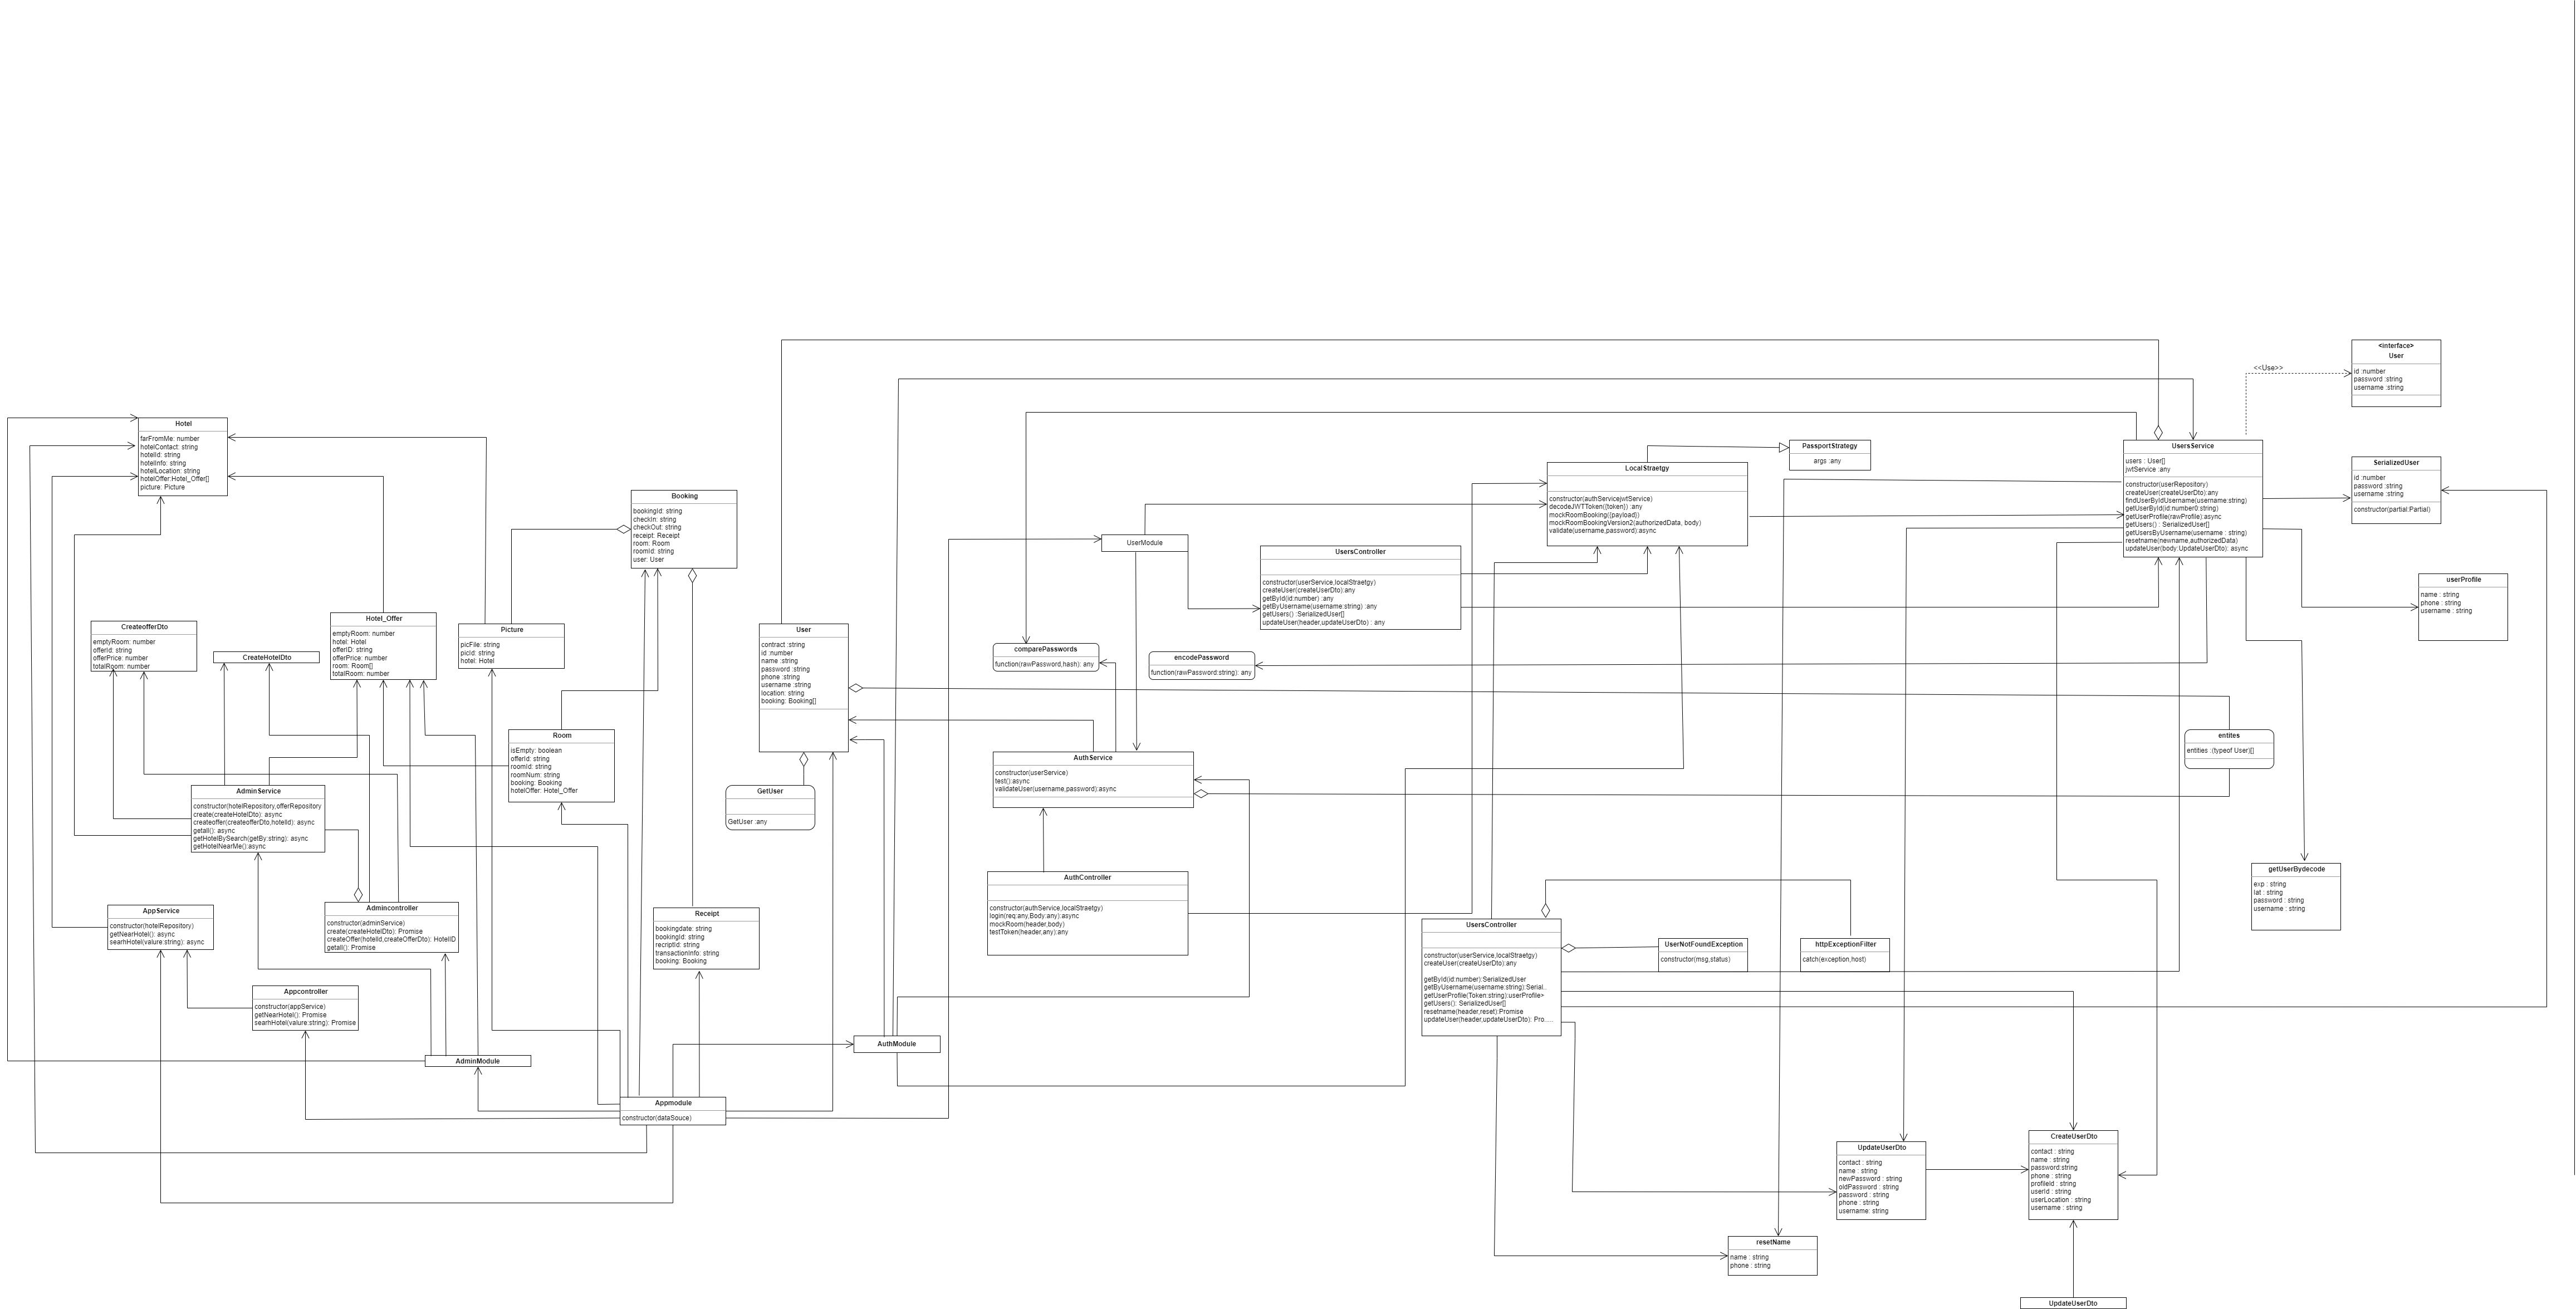 <interface>
User
id :number
password :string
username :string
<<Use>>
Hotel
farFromMe: number
hotelContact: string
hotelId: string
hotelInfo: string
hotelLocation: string
hotelOffer:Hotel_Offer[]
picture: Picture
UsersService
users : User[]
jwtService :any
constructor(userRepository)
createUser(createUserDto):any
findUserByIdUsername(username:string)
getUserById(id:number0:string)
getUserProfile(rawProfile):async
getUsers() : SerializedUser[]
getUsersByUsername(username : string)
resetname(newname,authorizedData)
updateUser(body:UpdateUserDto): async
PassportStrategy
args :any
SerializedUser
id :number
password :string
username :string
constructor(partial:Partial)
LocalStraetgy
constructor(authServicejwtService)
decodeJWTToken({token}) :any
mockRoomBooking({payload})
mockRoomBookingVersion2(authorizedData, body)
validate(username,password):async
Booking
bookingId: string
checkIn: string
checkOut: string
receipt: Receipt
room: Room
roomId: string
user: User
UserModule
UsersController
constructor(userService,localStraetgy)
createUser(createUserDto):any
getById(id:number) :any
getByUsername(username:string) :any
getUsers() :SerializedUser[]
updateUser(header,updateUserDto) : any
userProfile
name : string
phone : string
username : string
Hotel_Offer
emptyRoom: number
hotel: Hotel
offerID: string
offerPrice: number
room: Room[]
totalRoom: number
CreateofferDto
emptyRoom: number
offerId: string
offerPrice: number
totalRoom: number
CreateHotelDto
Picture
picFile: string
picId: string
hotel: Hotel
User
contract :string
id :number
name :string
password :string
phone :string
username :string
location: string
booking: Booking[]
comparePasswords
function(rawPassword,hash): any
encodePassword
function(rawPassword:string): any
Room
isEmpty: boolean
offerId: string
roomId: string
roomNum: string
booking: Booking
hotelOffer: Hotel_Offer
entites
entities :(typeof User)[]
AuthService
constructor(userService)
test():async
validateUser(username,password):async
AdminService
constructor(hotelRepository,offerRepository
create(createHotelDto): async
createoffer(createofferDto,hotelId): async
getall(): async
getHotelBySearch(getBy:string): async
getHotelNearMe():async
GetUser
GetUser :any
getUserBydecode
exp : string
lat : string
password : string
username : string
AuthController
constructor(authService,localStraetgy)
login(req:any,Body:any):async
mockRoom(header,body)
testToken(header,any):any
AppService
constructor(hotelRepository)
getNearHotel(): async
searhHotel(valure:string): async
Admincontroller
constructor(adminService)
create(createHotelDto): Promise
createOffer(hotelId,createOfferDto): HotelID
getall(): Promise
Receipt
bookingdate: string
bookingId: string
recriptId: string
transactionInfo: string
booking: Booking
UsersController
constructor(userService,localStraetgy)
createUser(createUserDto):any
getById(id:number):SerializedUser
getByUsername(username:string):Serial..
getUserProfile(Token:string):userProfile>
getUsers(): SerializedUser[]
resetname(header,reset):Promise
updateUser(header,updateUserDto): Pro.....
UserNotFoundException
constructor(msg,status)
httpExceptionFilter
catch(exception,host)
Appcontroller
constructor(appService)
getNearHotel(): Promise
searhHotel(valure:string): Promise
AuthModule
AdminModule
Appmodule
constructor(dataSouce)
UpdateUserDto
contact : string
name : string
newPassword : string
oldPassword : string
password : string
phone : string
username: string
CreateUserDto
contact : string
name : string
password:string
phone : string
profileId : string
userId : string
userLocation : string
username : string
resetName
name : string
phone : string
UpdateUserDto